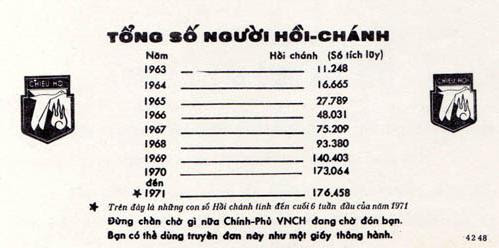 TỔNG SỐ NGƯỜI HỒI-CHÁNH
Năm Hồi chánh (Số tích lũy)
1963 11.248
1964 16.665
1965 27.789
1966 48.031
1967 75.209
1968 93.380
1969 140.403
1970 173.064
đến
★ 1971 176,458
CHIEU HOI
CHIEU HOI
★ Trên đây là những con số Hồi chánh tính đến cuối 6 tuần đầu của năm 1971
Đừng chần chờ gì nữa Chính-Phủ VNCH đang chờ đón bạn.
Bạn có thể dùng truyền đơn này như một giấy thông hành.
4248